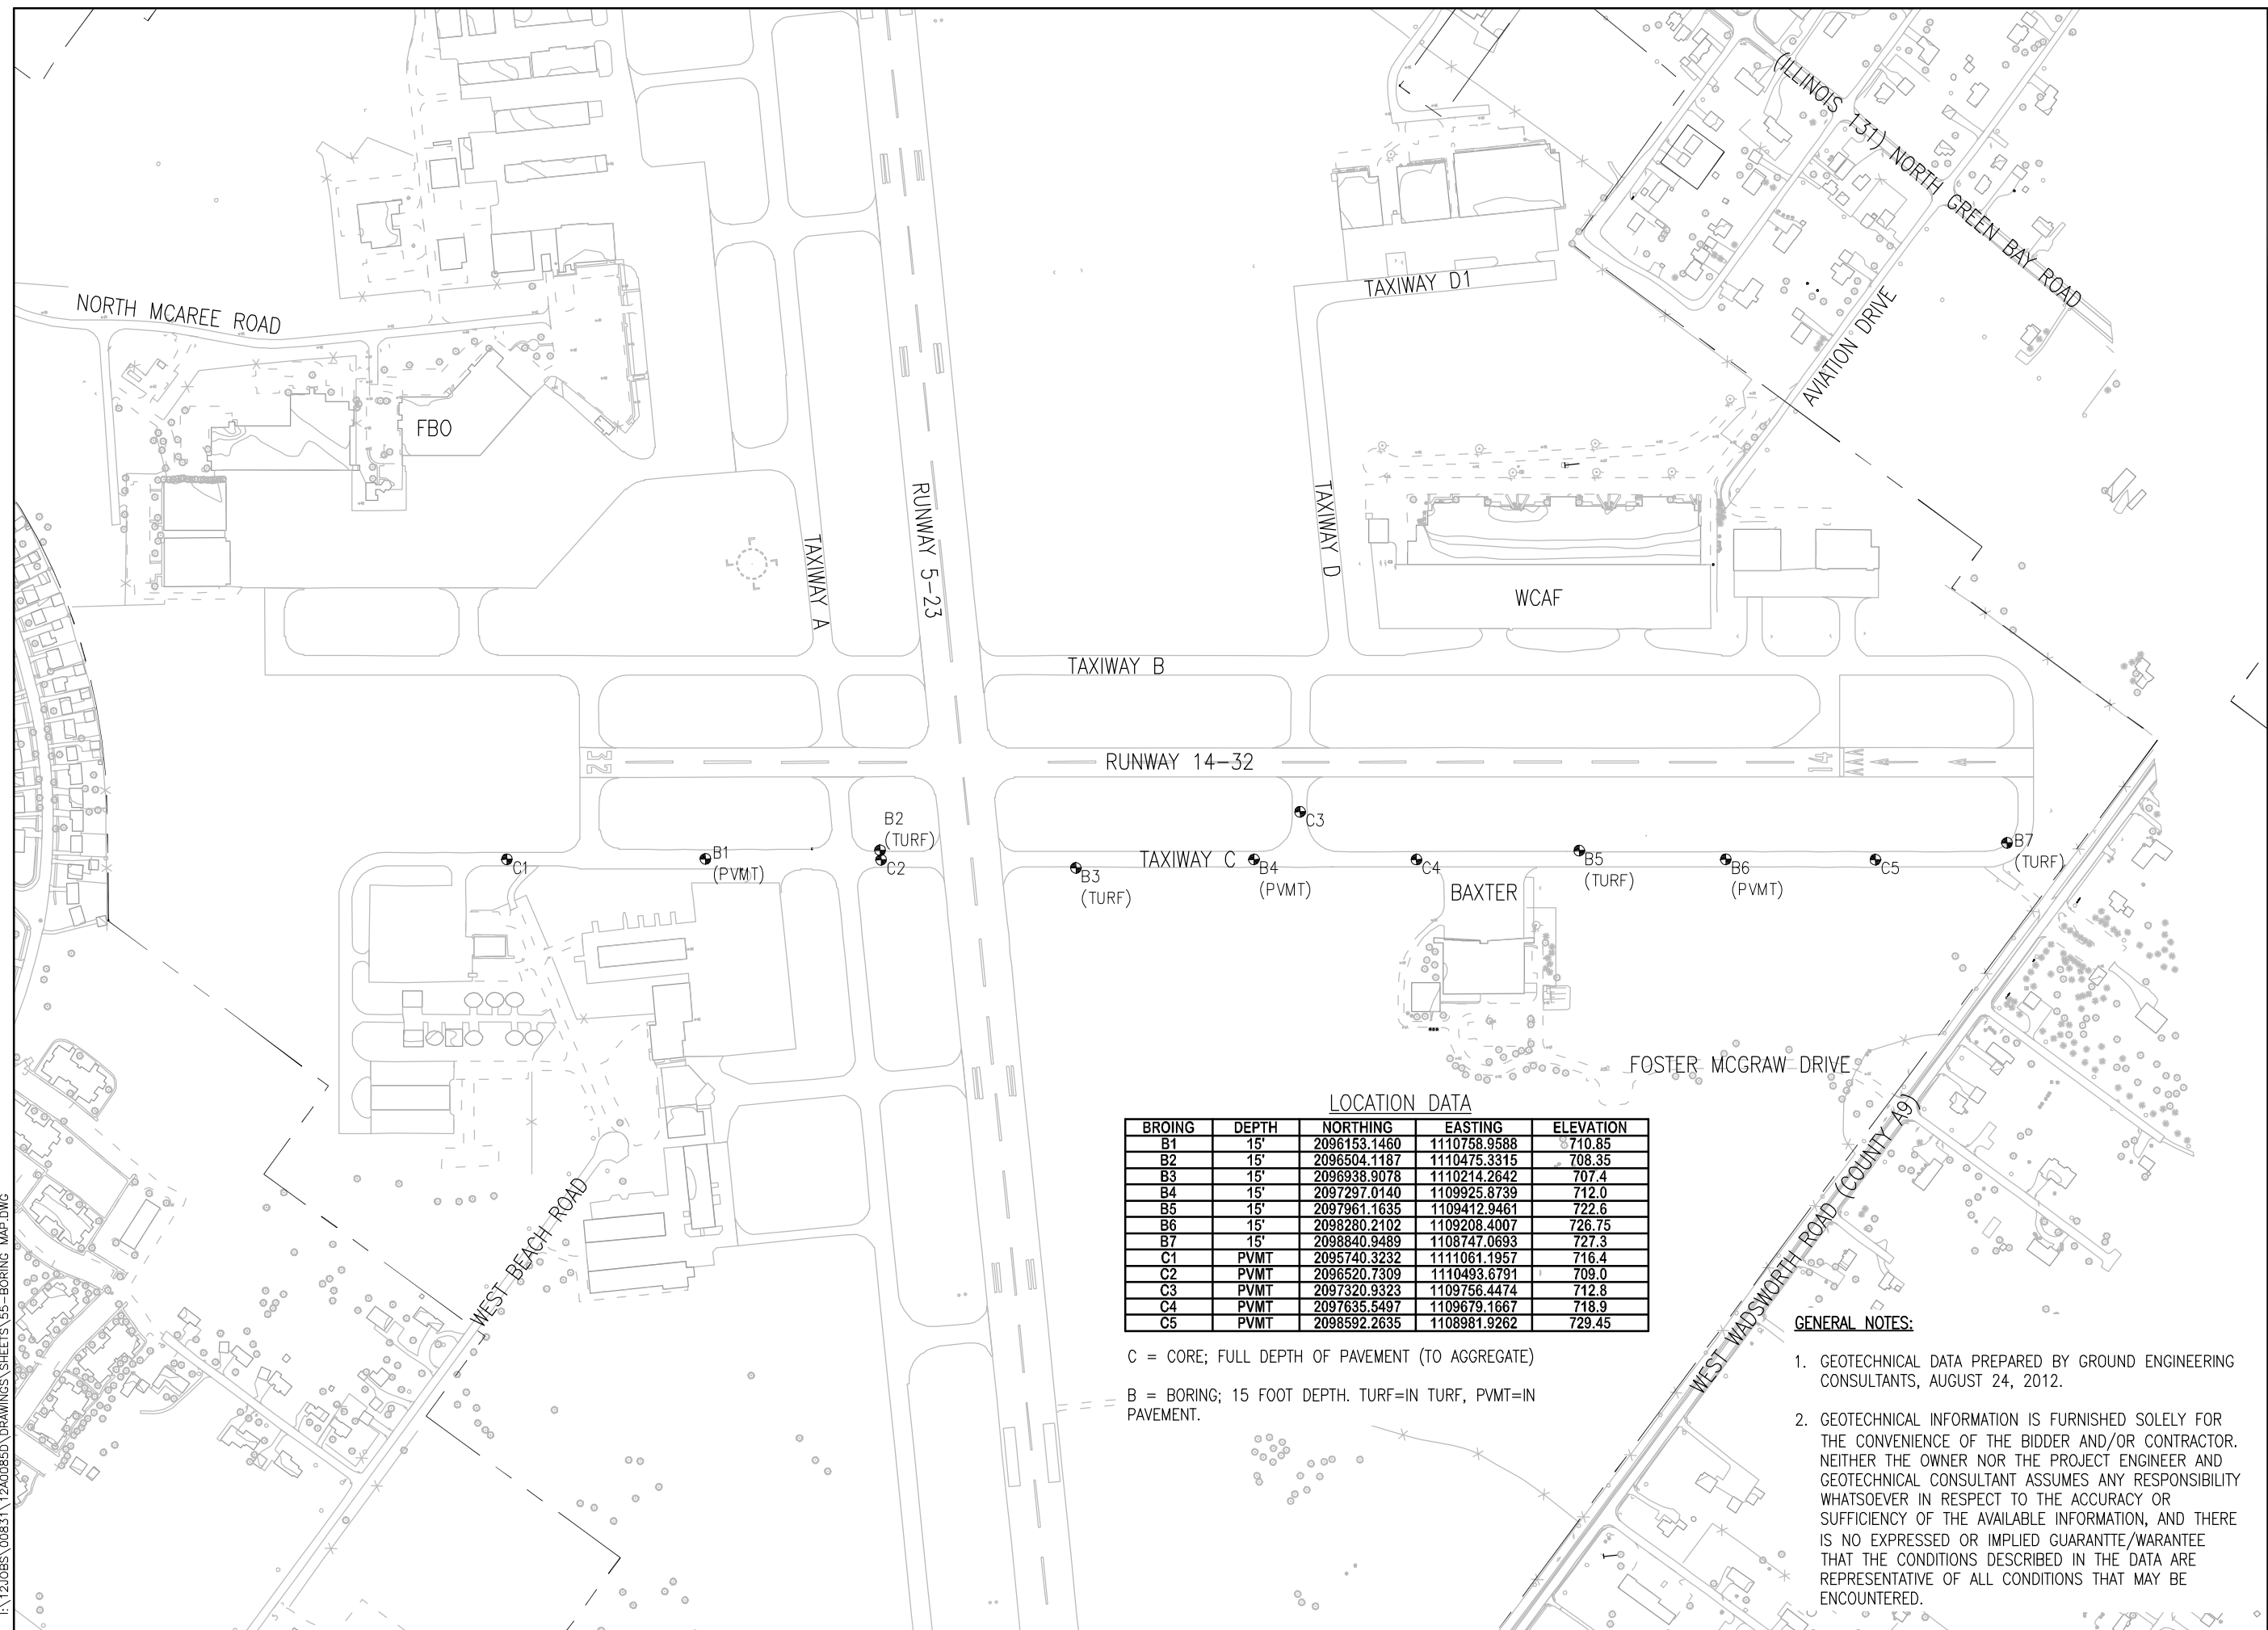 (ILLINOIS 131) NORTH GREEN BAY ROAD
NORTH MCAREE ROAD
TAXIWAY D1
AVIATION DRIVE
FBO
RUNWAY 5-23
TAXIWAY A
TAXIWAY D
WCAF
TAXIWAY B
32
RUNWAY 14-32
14
B2
(TURF)
C3
C1
B1
(PVMT)
C2
B3
(TURF)
TAXIWAY C
B4
(PVMT)
C4
BAXTER
B5
(TURF)
B6
(PVMT)
C5
B7
(TURF)
FOSTER MCGRAW DRIVE
WEST BEACH ROAD
WEST WADSWORTH ROAD (COUNTY A9)
LOCATION DATA
BROING DEPTH NORTHING EASTING ELEVATION
B1 15' 2096153.1460 1110758.9588 710.85
B2 15' 2096504.1187 1110475.3315 708.35
B3 15' 2096938.9078 1110214.2642 707.4
B4 15' 2097297.0140 1109925.8739 712.0
B5 15' 2097961.1635 1109412.9461 722.6
B6 15' 2098280.2102 1109208.4007 726.75
B7 15' 2098840.9489 1108747.0693 727.3
C1 PVMT 2095740.3232 1111061.1957 716.4
C2 PVMT 2096520.7309 1110493.6791 709.0
C3 PVMT 2097320.9323 1109756.4474 712.8
C4 PVMT 2097635.5497 1109679.1667 718.9
C5 PVMT 2098592.2635 1108981.9262 729.45
C = CORE; FULL DEPTH OF PAVEMENT (TO AGGREGATE)
B = BORING; 15 FOOT DEPTH. TURF=IN TURF, PVMT=IN
PAVEMENT.
GENERAL NOTES:
1. GEOTECHNICAL DATA PREPARED BY GROUND ENGINEERING
CONSULTANTS, AUGUST 24, 2012.
2. GEOTECHNICAL INFORMATION IS FURNISHED SOLELY FOR
THE CONVENIENCE OF THE BIDDER AND/OR CONTRACTOR.
NEITHER THE OWNER NOR THE PROJECT ENGINEER AND
GEOTECHNICAL CONSULTANT ASSUMES ANY RESPONSIBILITY
WHATSOEVER IN RESPECT TO THE ACCURACY OR
SUFFICIENCY OF THE AVAILABLE INFORMATION, AND THERE
IS NO EXPRESSED OR IMPLIED GUARANTTE/WARANTEE
THAT THE CONDITIONS DESCRIBED IN THE DATA ARE
REPRESENTATIVE OF ALL CONDITIONS THAT MAY BE
ENCOUNTERED.
I:\12JOBS\00831\12A0085D\DRAWINGS\SHEETS\55-BORING MAP.DWG